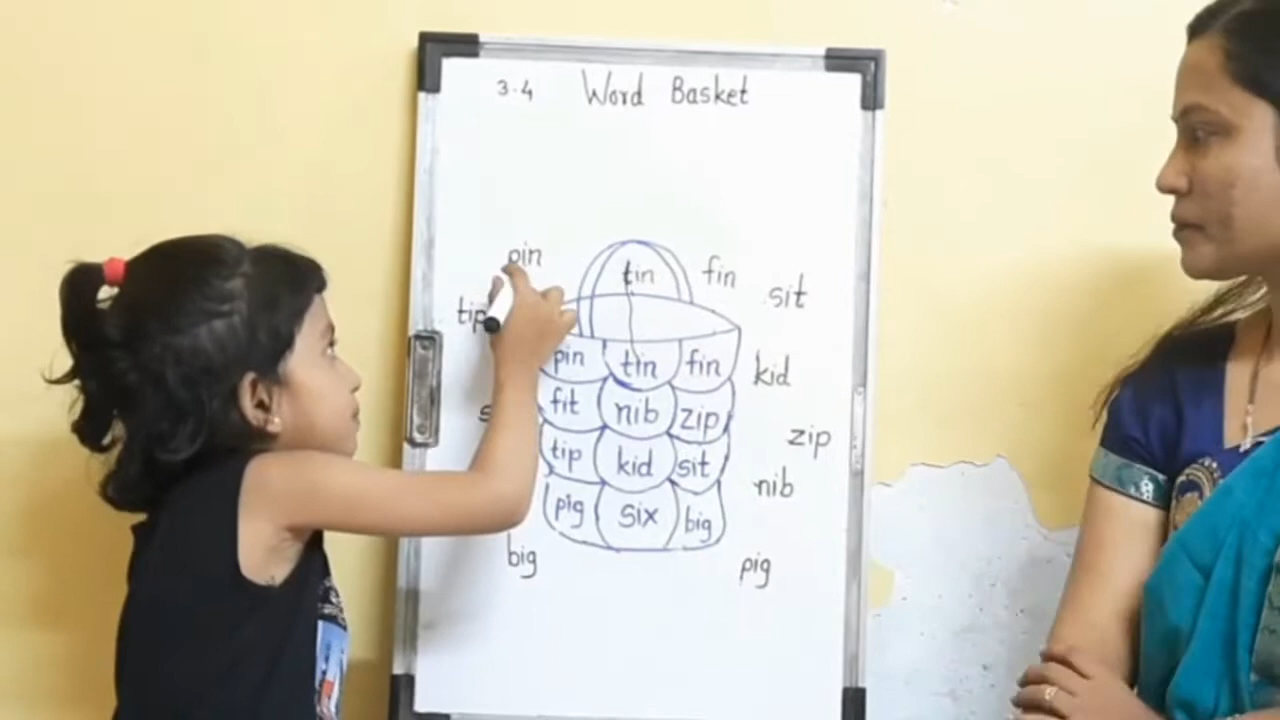 3-4 Word Basket
pin tin fin
sit
tip
pin tin fin
kid
fit nib zip
zip
tip kid sit
nib
pig six big
big pig